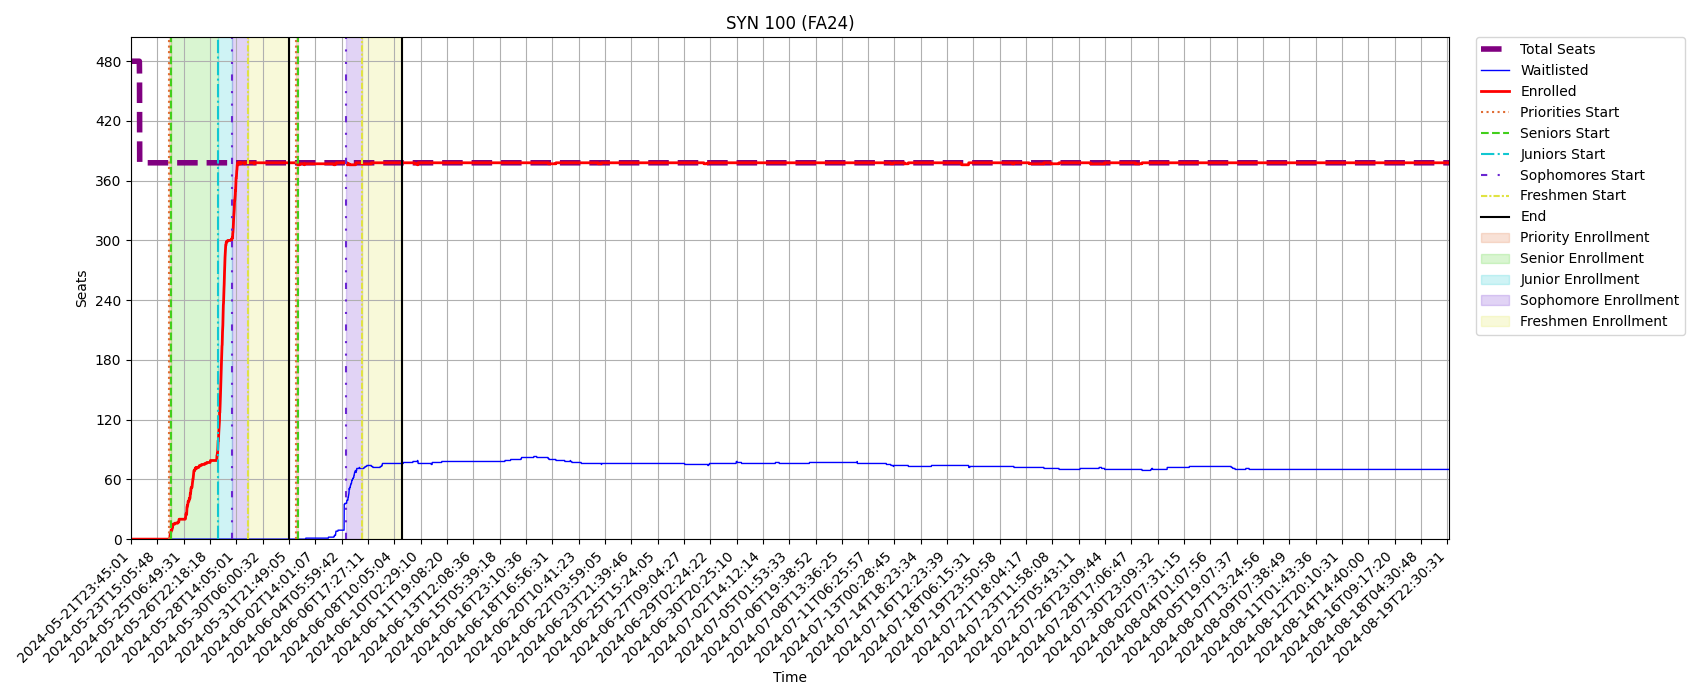 SYN 100 (FA24)
480
420
360
300
240
180
120
60
0
Seats
2024-05-21T23:45:01
2024-05-23T15:05:48
2024-05-25T06:49:31
2024-05-26T22:18:18
2024-05-28T14:05:01
2024-05-30T06:00:32
2024-05-31T21:49:05
2024-06-02T14:01:07
2024-06-04T05:59:42
2024-06-06T17:27:11
2024-06-08T10:05:04
2024-06-10T02:29:10
2024-06-11T19:08:20
2024-06-13T12:08:36
2024-06-15T05:39:18
2024-06-16T23:10:36
2024-06-18T16:56:31
2024-06-20T10:41:23
2024-06-22T03:59:05
2024-06-23T21:39:46
2024-06-25T15:24:05
2024-06-27T09:04:27
2024-06-29T02:24:22
2024-06-30T20:25:10
2024-07-02T14:12:14
2024-07-05T01:53:33
2024-07-06T19:38:52
2024-07-08T13:36:25
2024-07-11T06:25:57
2024-07-13T00:28:45
2024-07-14T18:23:34
2024-07-16T12:23:39
2024-07-18T06:15:31
2024-07-19T23:50:58
2024-07-21T18:04:17
2024-07-23T11:58:08
2024-07-25T05:43:11
2024-07-26T23:09:44
2024-07-28T17:06:47
2024-07-30T23:09:32
2024-08-02T07:31:15
2024-08-04T01:07:56
2024-08-05T19:07:37
2024-08-07T13:24:56
2024-08-09T07:38:49
2024-08-11T01:43:36
2024-08-12T20:10:31
2024-08-14T14:40:00
2024-08-16T09:17:20
2024-08-18T04:30:48
2024-08-19T22:30:31
Time
Total Seats
Waitlisted
Enrolled
Priorities Start
Seniors Start
Juniors Start
Sophomores Start
Freshmen Start
End
Priority Enrollment
Senior Enrollment
Junior Enrollment
Sophomore Enrollment
Freshmen Enrollment